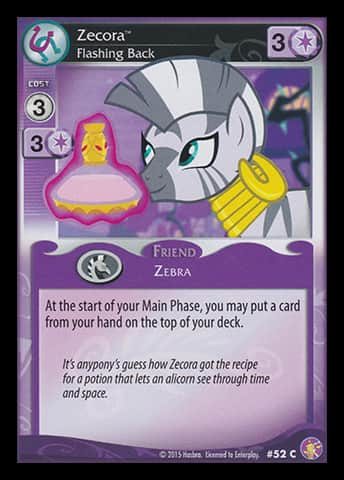 Zecora™
Flashing Back
3
COST
3
3
FRIEND
ZEBRA
At the start of your Main Phase, you may put a card
from your hand on the top of your deck.
It's anypony's guess how Zecora got the recipe
for a potion that lets an alicorn see through time
and space.
© 2015 Hasbro. Licensed to Enterplay. #52 C